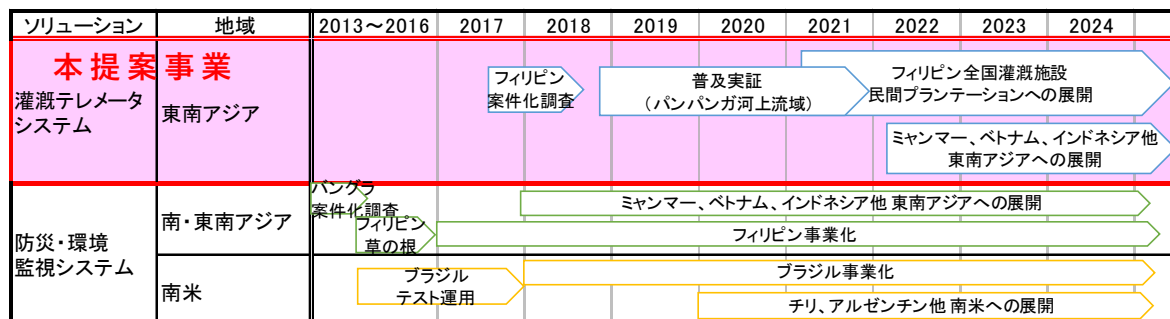 ソリューション 地域 2013～2016 2017 2018 2019 2020 2021 2022 2023 2024
本提案事業
灌漑テレメータ
システム
東南アジア
フィリピン
案件化調査
普及実証
（パンパンガ河上流域）
フィリピン全国灌漑施設
民間プランテーションへの展開
ミャンマー、ベトナム、インドネシア他
東南アジアへの展開
防災・環境
監視システム
南・東南アジア
バングラ
案件化調査
ミャンマー、ベトナム、インドネシア他 東南アジアへの展開
フィリピン
草の根
フィリピン事業化
南米
ブラジル
テスト運用
ブラジル事業化
チリ、アルゼンチン他 南米への展開